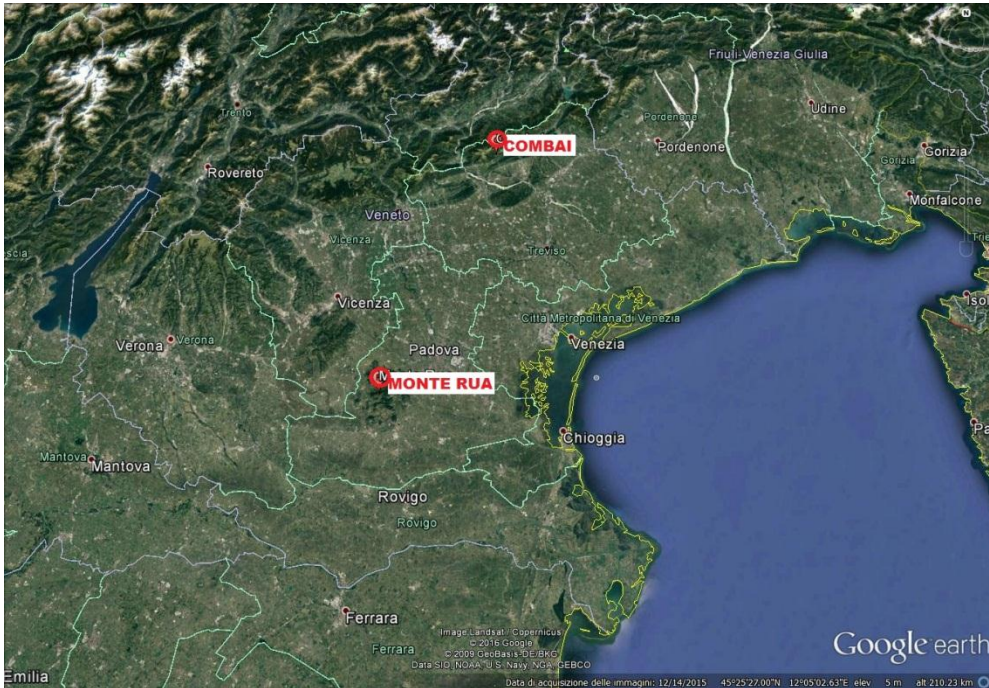 N
Friuli-Venezia Giulia
Udine
Trento
Pordenone
COMBAI
Pordenone
Gorizia
Gorizia
Rovereto
Monfalcone
Veneto
Vicenza
Treviso
Vicenza
Città Metropolitana di Venezia
Verona
Verona
Padova
Venezia
M
MONTE RUA
Chioggia
Mantova
Mantova
Rovigo
Rovigo
Ferrara
Ferrara
Emilia
Image Landsat / Copernicus
© 2016 Google
© 2009 GeoBasis-DE/BKG
Data SIO, NOAA, U.S. Navy, NGA, GEBCO
Google earth
Data di acquisizione delle immagini: 12/14/2015 45°25'27.00"N 12°05'02.63"E elev 5 m alt 210.23 km